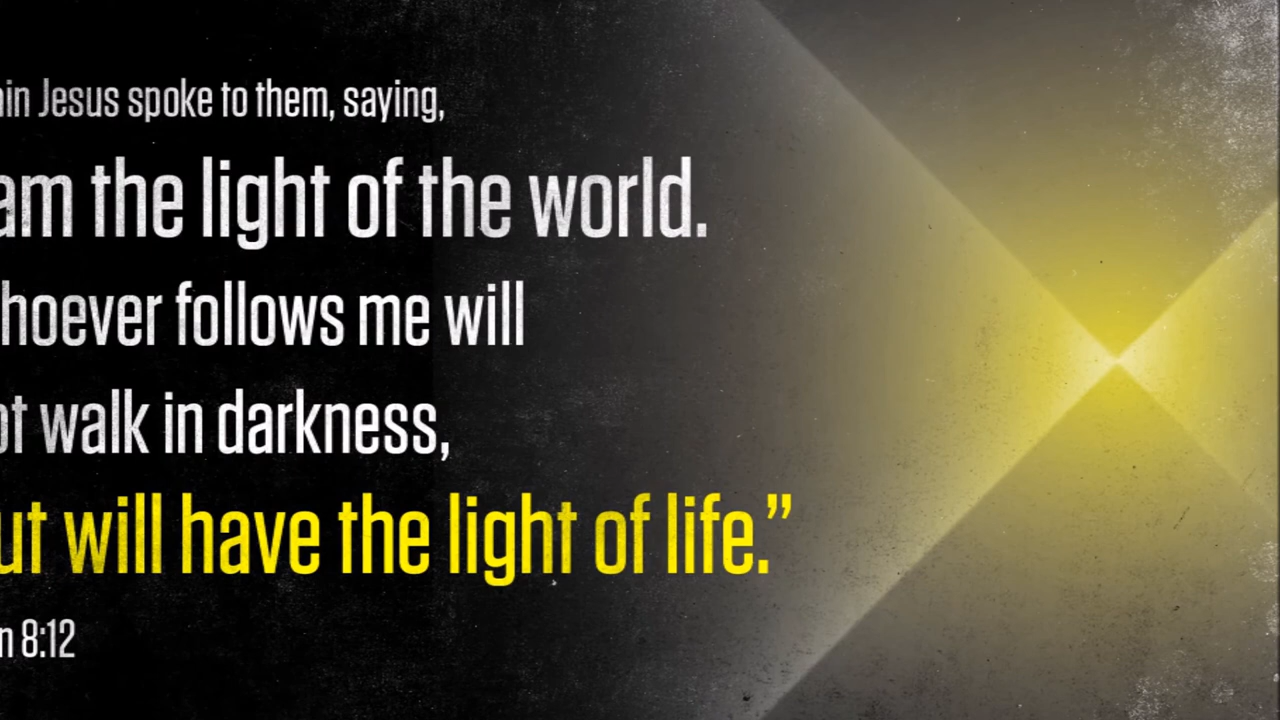 ain Jesus spoke to them, saying,
am the light of the world.
hoever follows me will
ot walk in darkness,
ut will have the light of life.”
n 8:12